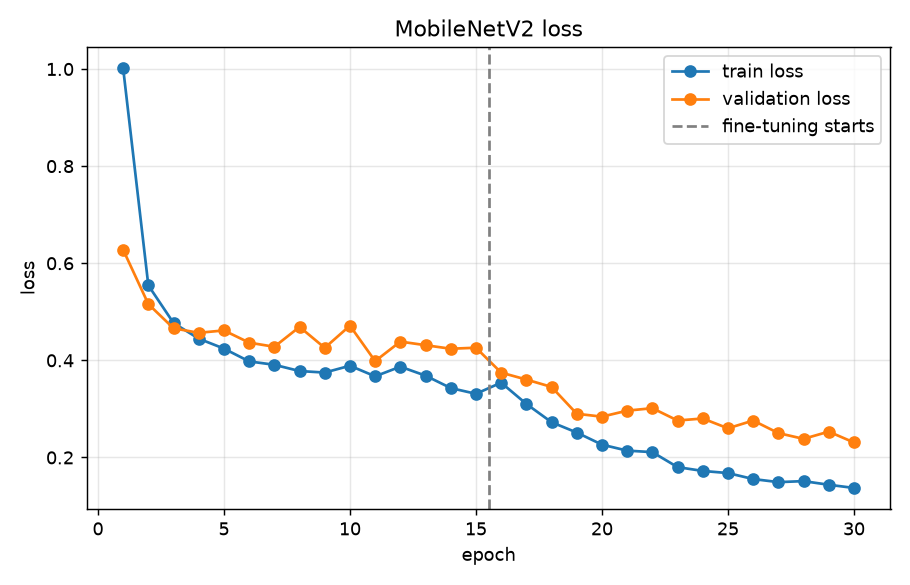 MobileNetV2 loss
train loss
validation loss
fine-tuning starts
loss
1.0
0.8
0.6
0.4
0.2
0 5 10 15 20 25 30
epoch